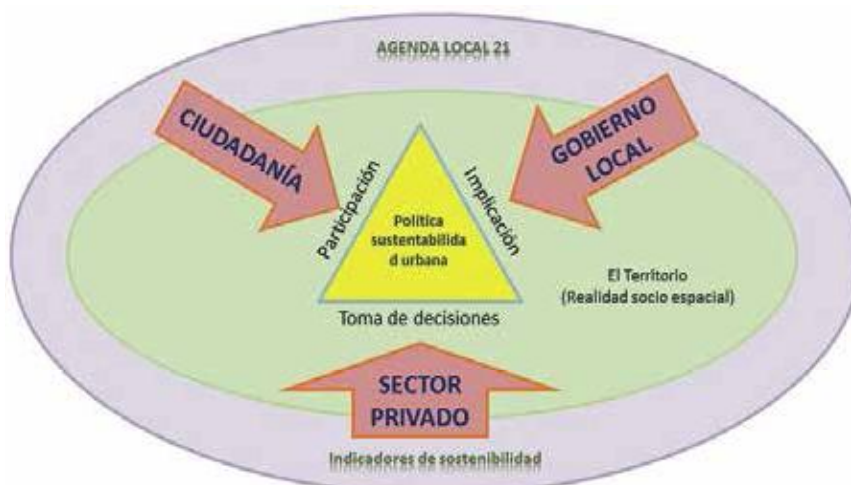 AGENDA LOCAL 21
CIUDADANÍA
GOBIERNO
LOCAL
Participación
Implicación
Política
sustentabilida
d urbana
El Territorio
(Realidad socio espacial)
Toma de decisiones
SECTOR
PRIVADO
Indicadores de sostenibilidad